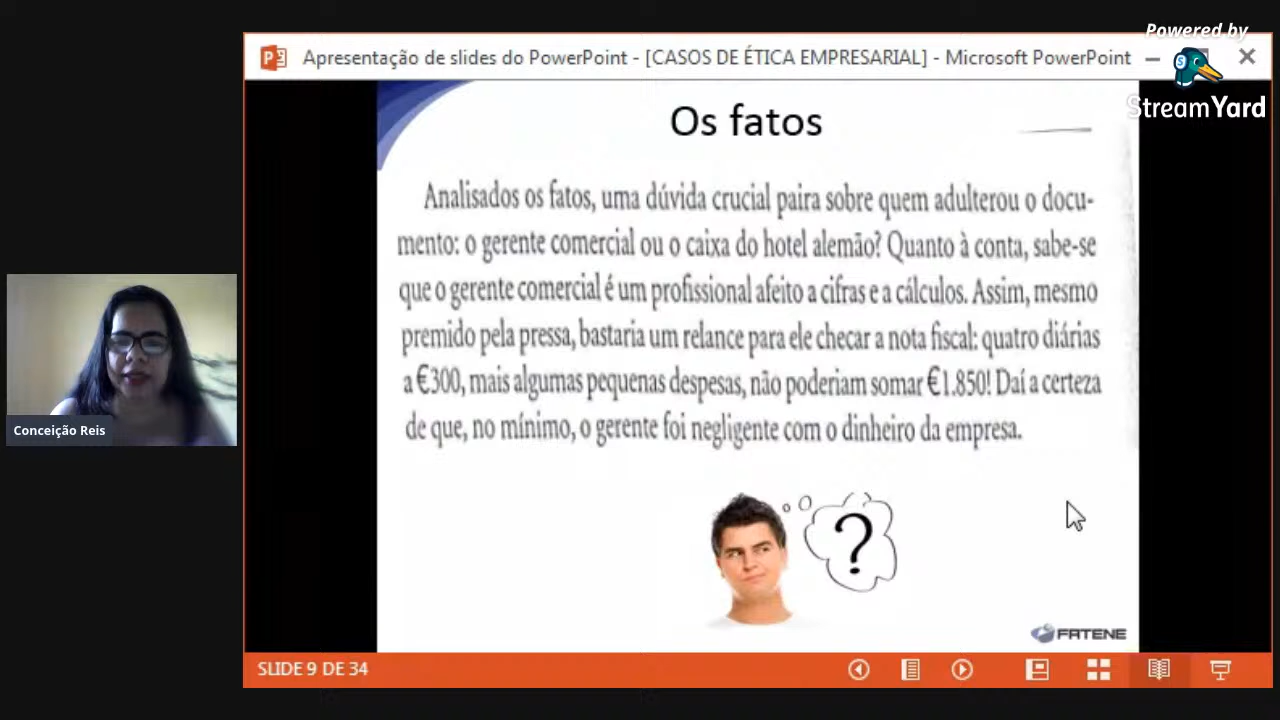 Powered by
StreamYard
Apresentação de slides do PowerPoint - [CASOS DE ÉTICA EMPRESARIAL] - Microsoft PowerPoint
Os fatos
Analisados os fatos, uma dúvida crucial paira sobre quem adulterou o docu-
mento: o gerente comercial ou o caixa do hotel alemão? Quanto à conta, sabe-se
que o gerente comercial é um profissional afeito a cifras e a cálculos. Assim, mesmo
premido pela pressa, bastaria um relance para ele checar a nota fiscal: quatro diárias
a €300, mais algumas pequenas despesas, não poderiam somar €1.850! Daí a certeza
de que, no mínimo, o gerente foi negligente com o dinheiro da empresa.
?
Conceição Reis
FATENE
SLIDE 9 DE 34